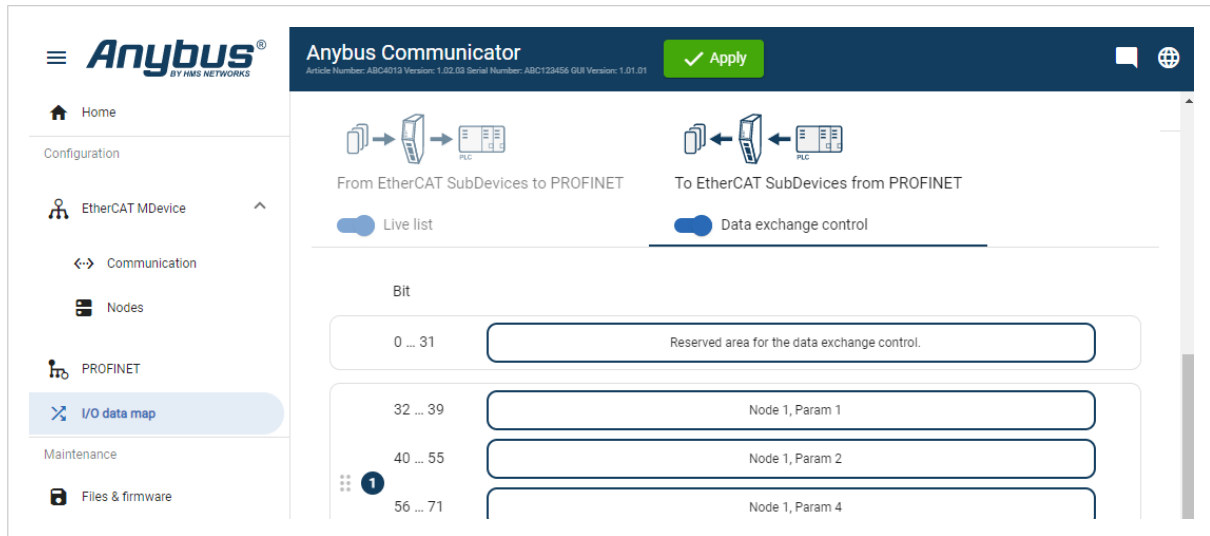 Anybus®
BY HMS NETWORKS
Anybus Communicator
Article Number: ABC4013 Version: 1.02.03 Serial Number: ABC123456 GUI Version: 1.01.01
Apply
Home
Configuration
EtherCAT MDevice
Communication
Nodes
PROFINET
I/O data map
Maintenance
Files & firmware
PLC
PLC
From EtherCAT SubDevices to PROFINET
To EtherCAT SubDevices from PROFINET
Live list
Data exchange control
Bit
0 ... 31
Reserved area for the data exchange control.
32 ... 39
Node 1, Param 1
40 ... 55
Node 1, Param 2
1
56 ... 71
Node 1, Param 4